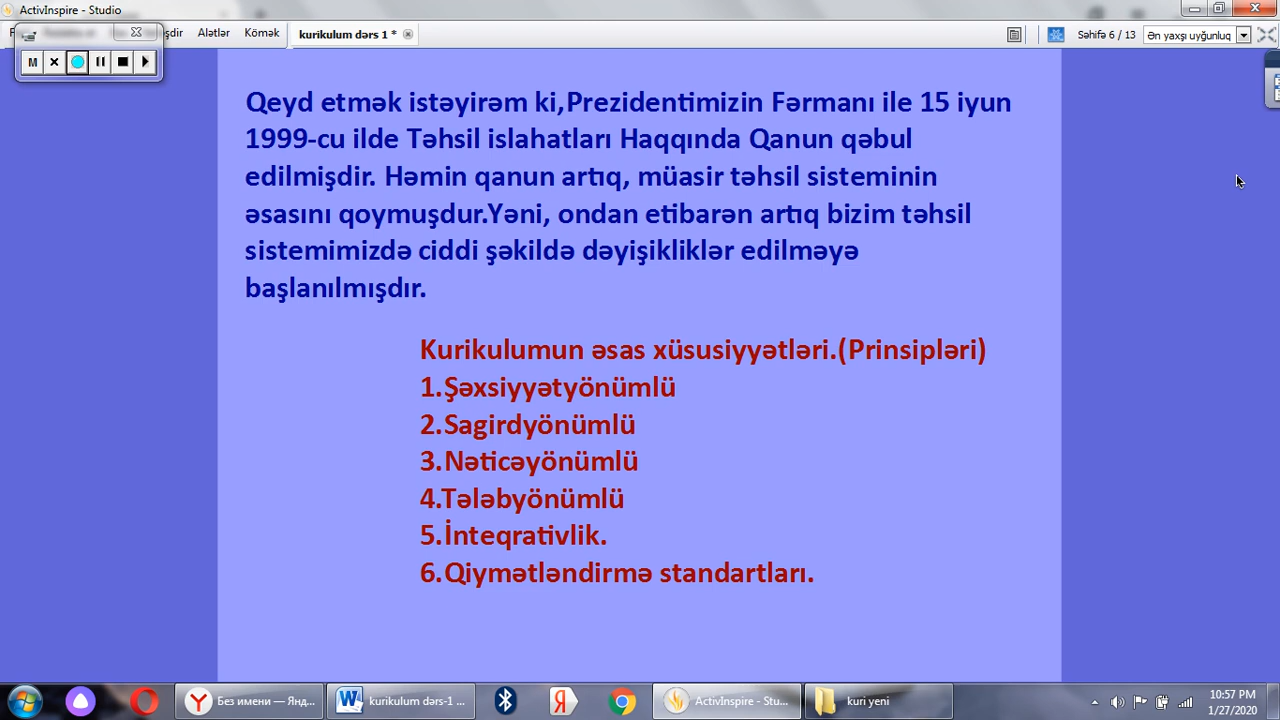 ActivInspire - Studio
Alətlər Kömək kurikulum dərs 1 * Səhifə 6 / 13 Ən yaxşı uyğunluq
M
Qeyd etmək istəyirəm ki,Prezidentimizin Fərmanı ile 15 iyun
1999-cu ilde Təhsil islahatları Haqqında Qanun qəbul
edilmişdir. Həmin qanun artıq, müasir təhsil sisteminin
əsasını qoymuşdur.Yəni, ondan etibarən artıq bizim təhsil
sistemimizdə ciddi şəkildə dəyişikliklər edilməyə
başlanılmışdır.
Kurikulumun əsas xüsusiyyətləri.(Prinsipləri)
1.Şəxsiyyətyönümlü
2.Sagirdyönümlü
3.Nəticəyönümlü
4.Tələbyönümlü
5.İnteqrativlik.
6.Qiymətləndirmə standartları.
Без имени — Янд... kurikulum dərs-1 ... ActivInspire - Stu... kuri yeni
10:57 PM
1/27/2020